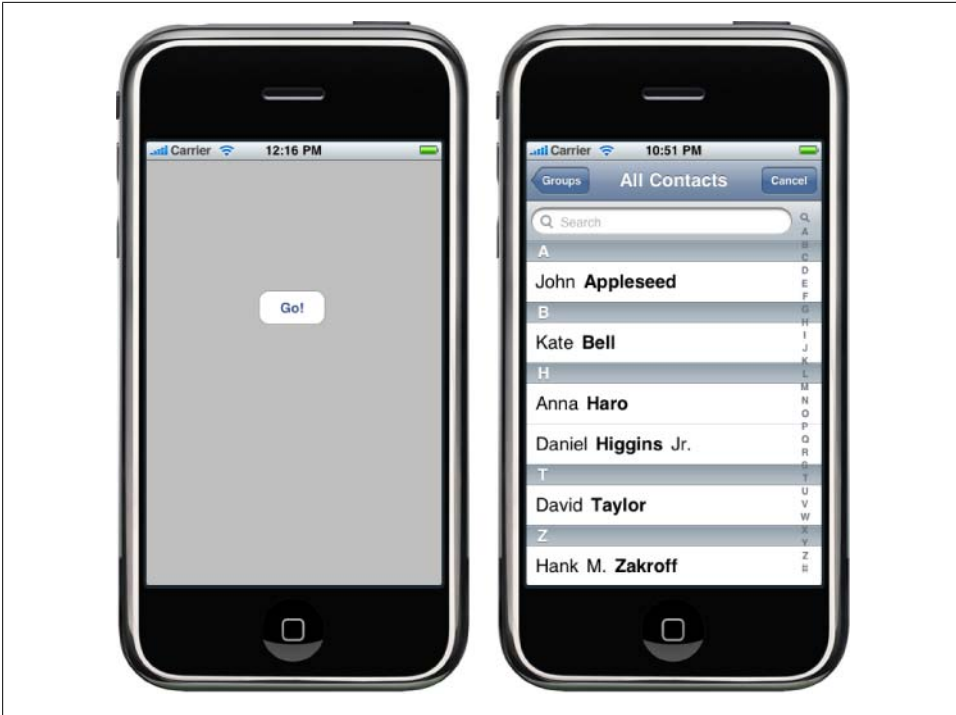 Carrier 12:16 PM
Go!
Carrier 10:51 PM
Groups All Contacts Cancel
Search
A
John Appleseed
B
Kate Bell
H
Anna Haro
Daniel Higgins Jr.
T
David Taylor
Z
Hank M. Zakroff
A
B
C
D
E
F
G
H
I
J
K
L
M
N
O
P
Q
R
S
T
U
V
W
X
Y
Z
#